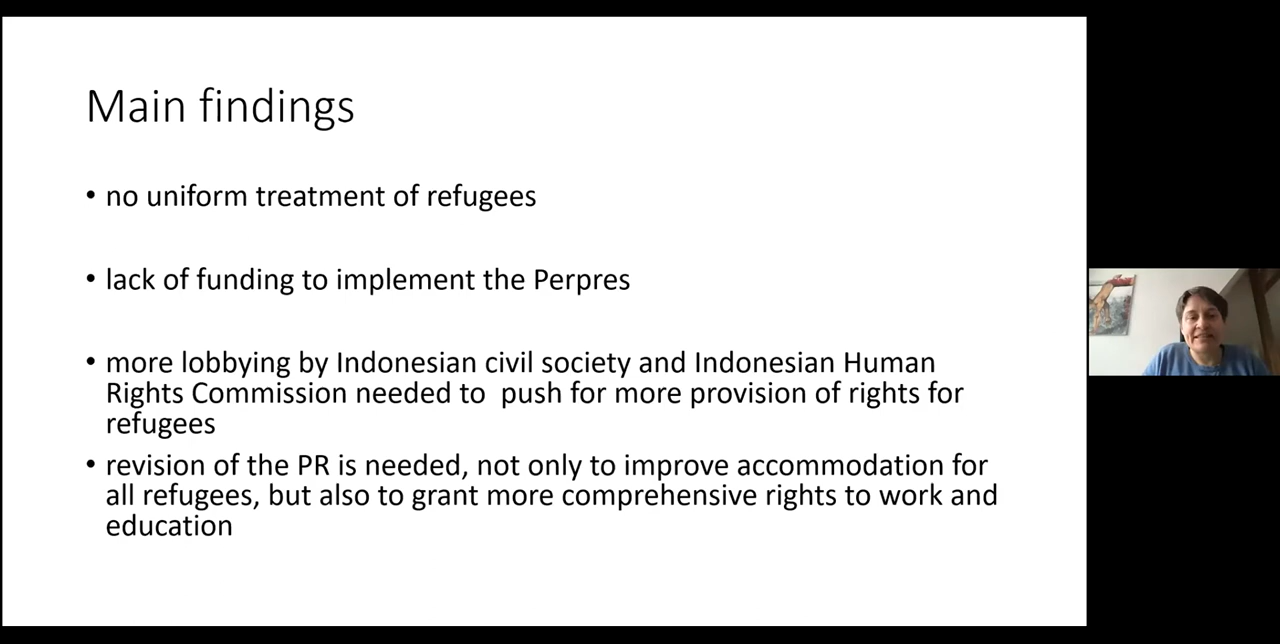 Main findings
• no uniform treatment of refugees
• lack of funding to implement the Perpres
• more lobbying by Indonesian civil society and Indonesian Human
Rights Commission needed to  push for more provision of rights for
refugees
• revision of the PR is needed, not only to improve accommodation for
all refugees, but also to grant more comprehensive rights to work and
education